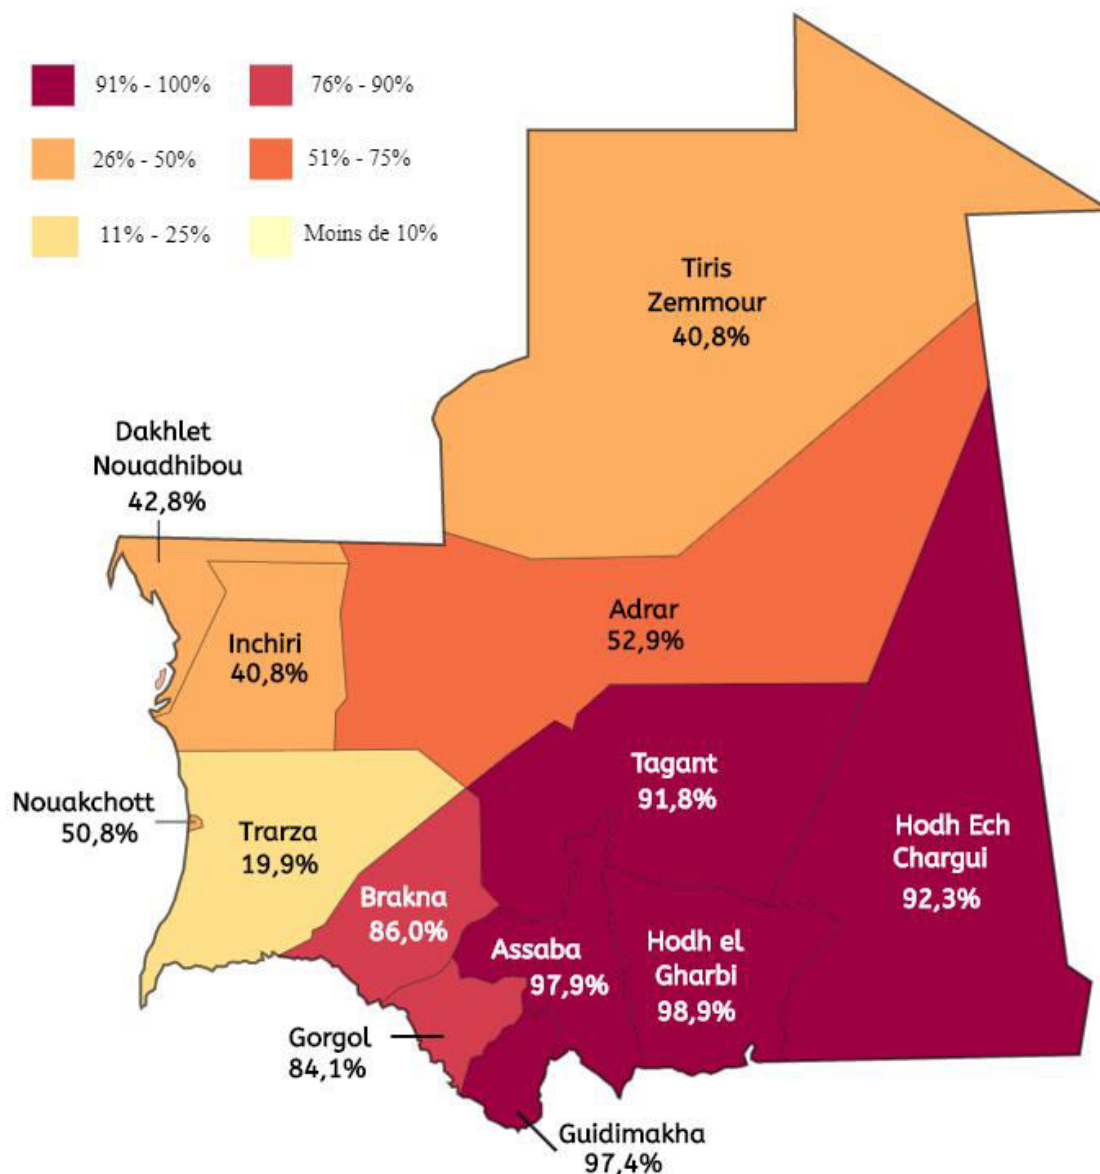 91% - 100%
76% - 90%
26% - 50%
51% - 75%
11% - 25%
Moins de 10%
Tiris
Zemmour
40,8%
Dakhlet
Nouadhibou
42,8%
Inchiri
40,8%
Adrar
52,9%
Tagant
91,8%
Nouakchott
50,8%
Trarza
19,9%
Hodh Ech
Chargui
92,3%
Brakna
86,0%
Assaba
97,9%
Hodh el
Gharbi
98,9%
Gorgol
84,1%
Guidimakha
97,4%